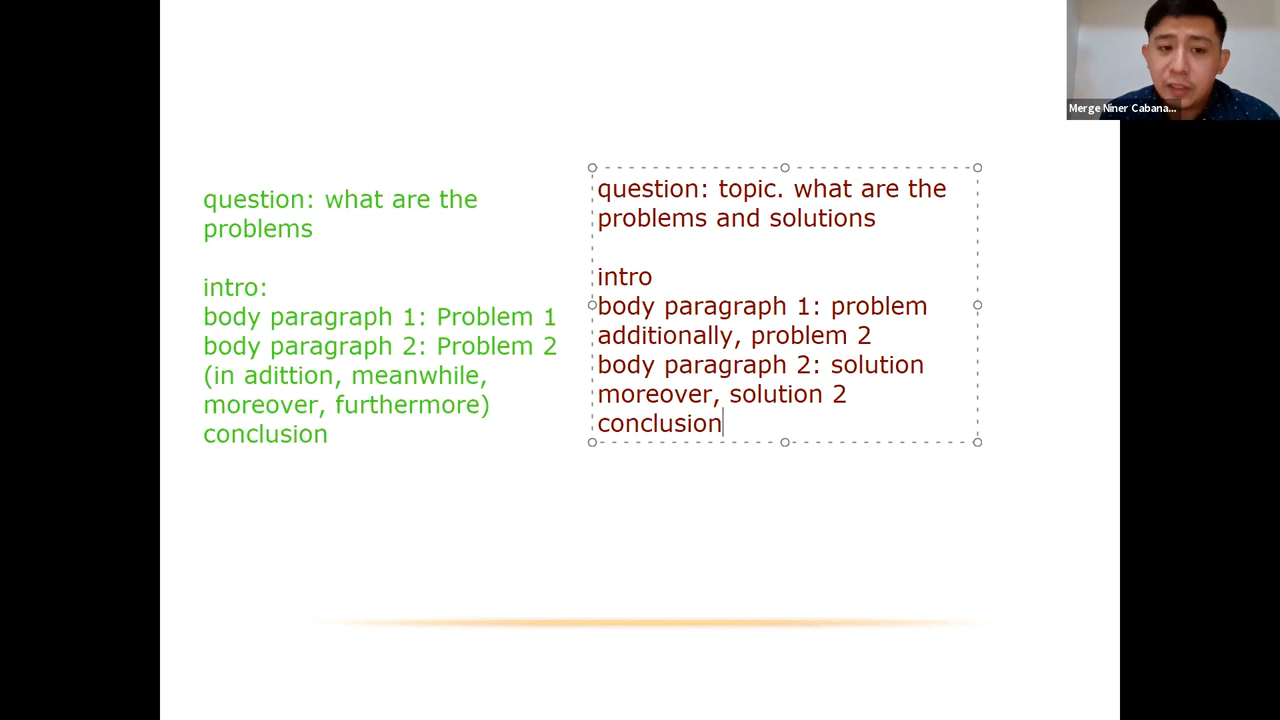 question: what are the
problems
intro:
body paragraph 1: Problem 1
body paragraph 2: Problem 2
(in adittion, meanwhile,
moreover, furthermore)
conclusion
question: topic. what are the
problems and solutions
intro
body paragraph 1: problem
additionally, problem 2
body paragraph 2: solution
moreover, solution 2
conclusion
Merge Niner Cabana...